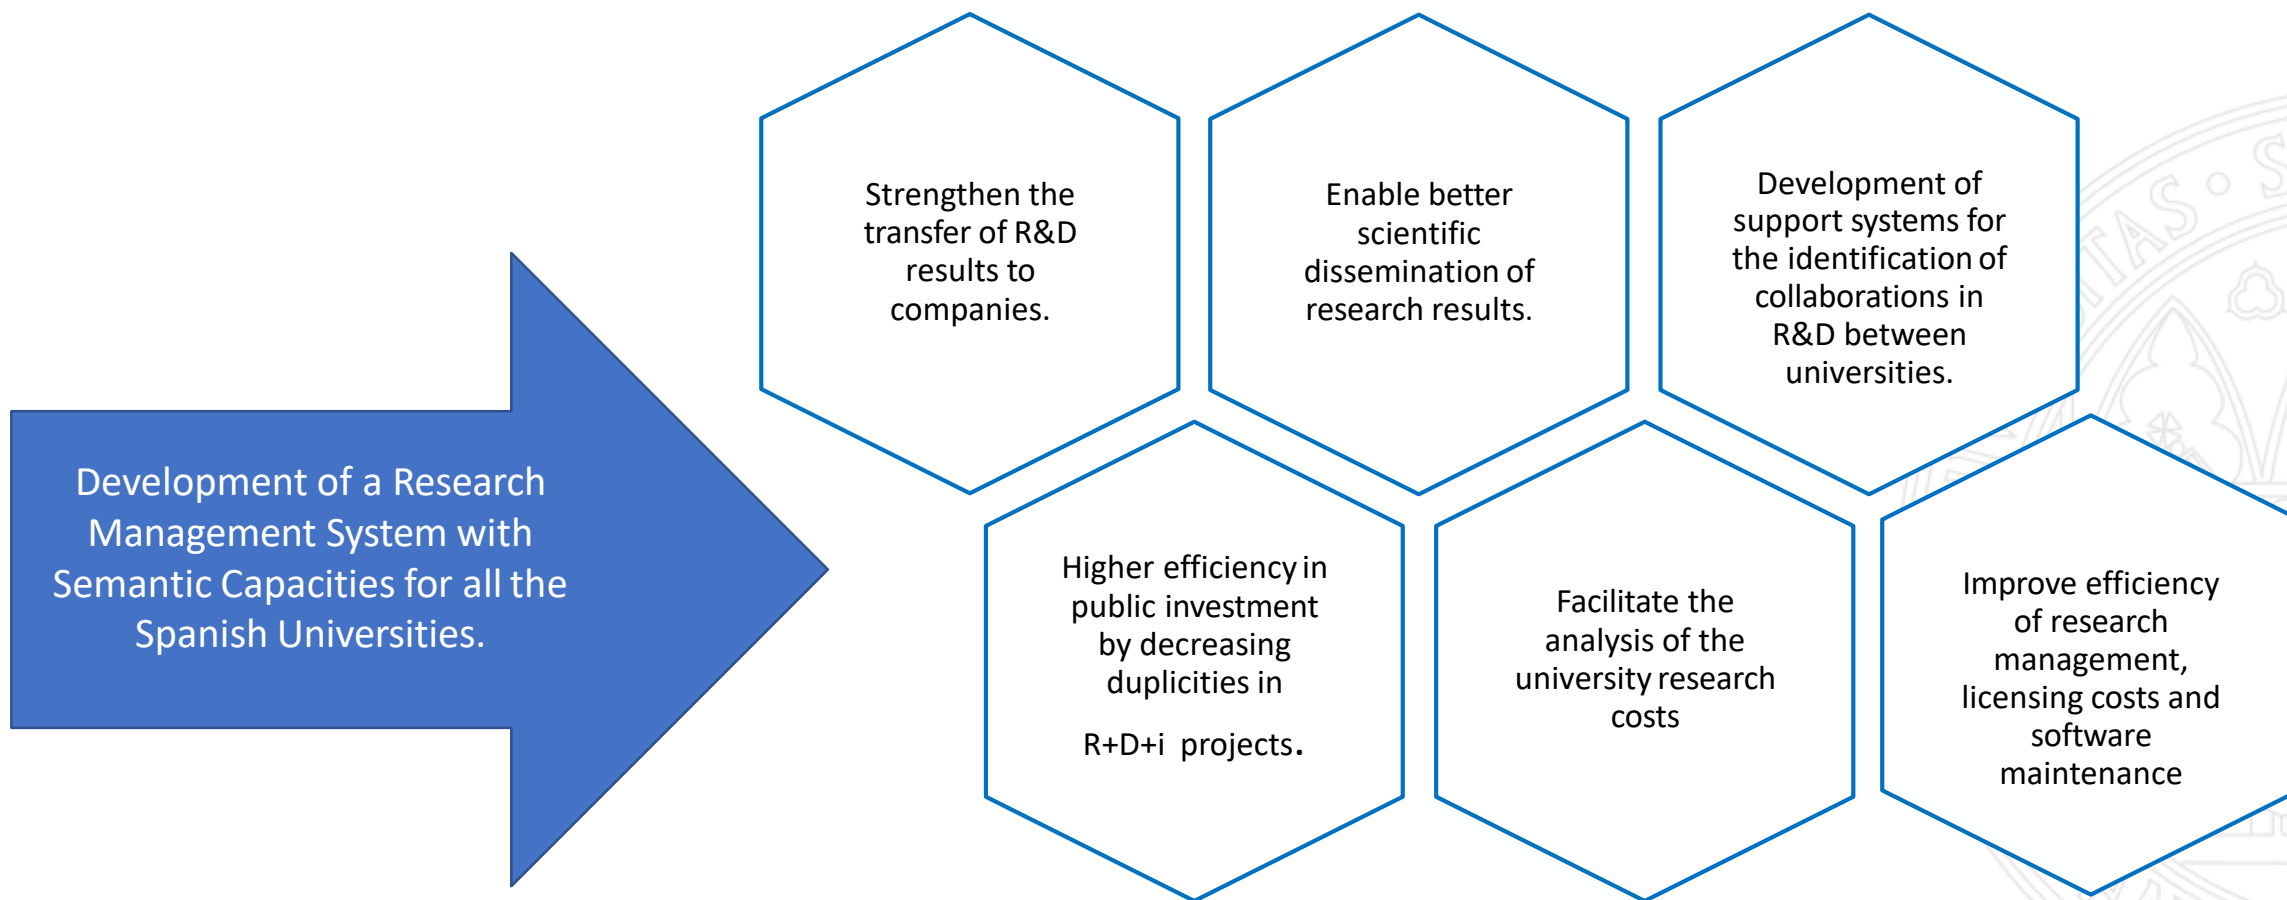 Development of a Research
Management System with
Semantic Capacities for all the
Spanish Universities.
Strengthen the
transfer of R&D
results to
companies.
Enable better
scientific
dissemination of
research results.
Development of
support systems for
the identification of
collaborations in
R&D between
universities.
Higher efficiency in
public investment
by decreasing
duplicities in
R+D+i projects.
Facilitate the
analysis of the
university research
costs
Improve efficiency
of research
management,
licensing costs and
software
maintenance